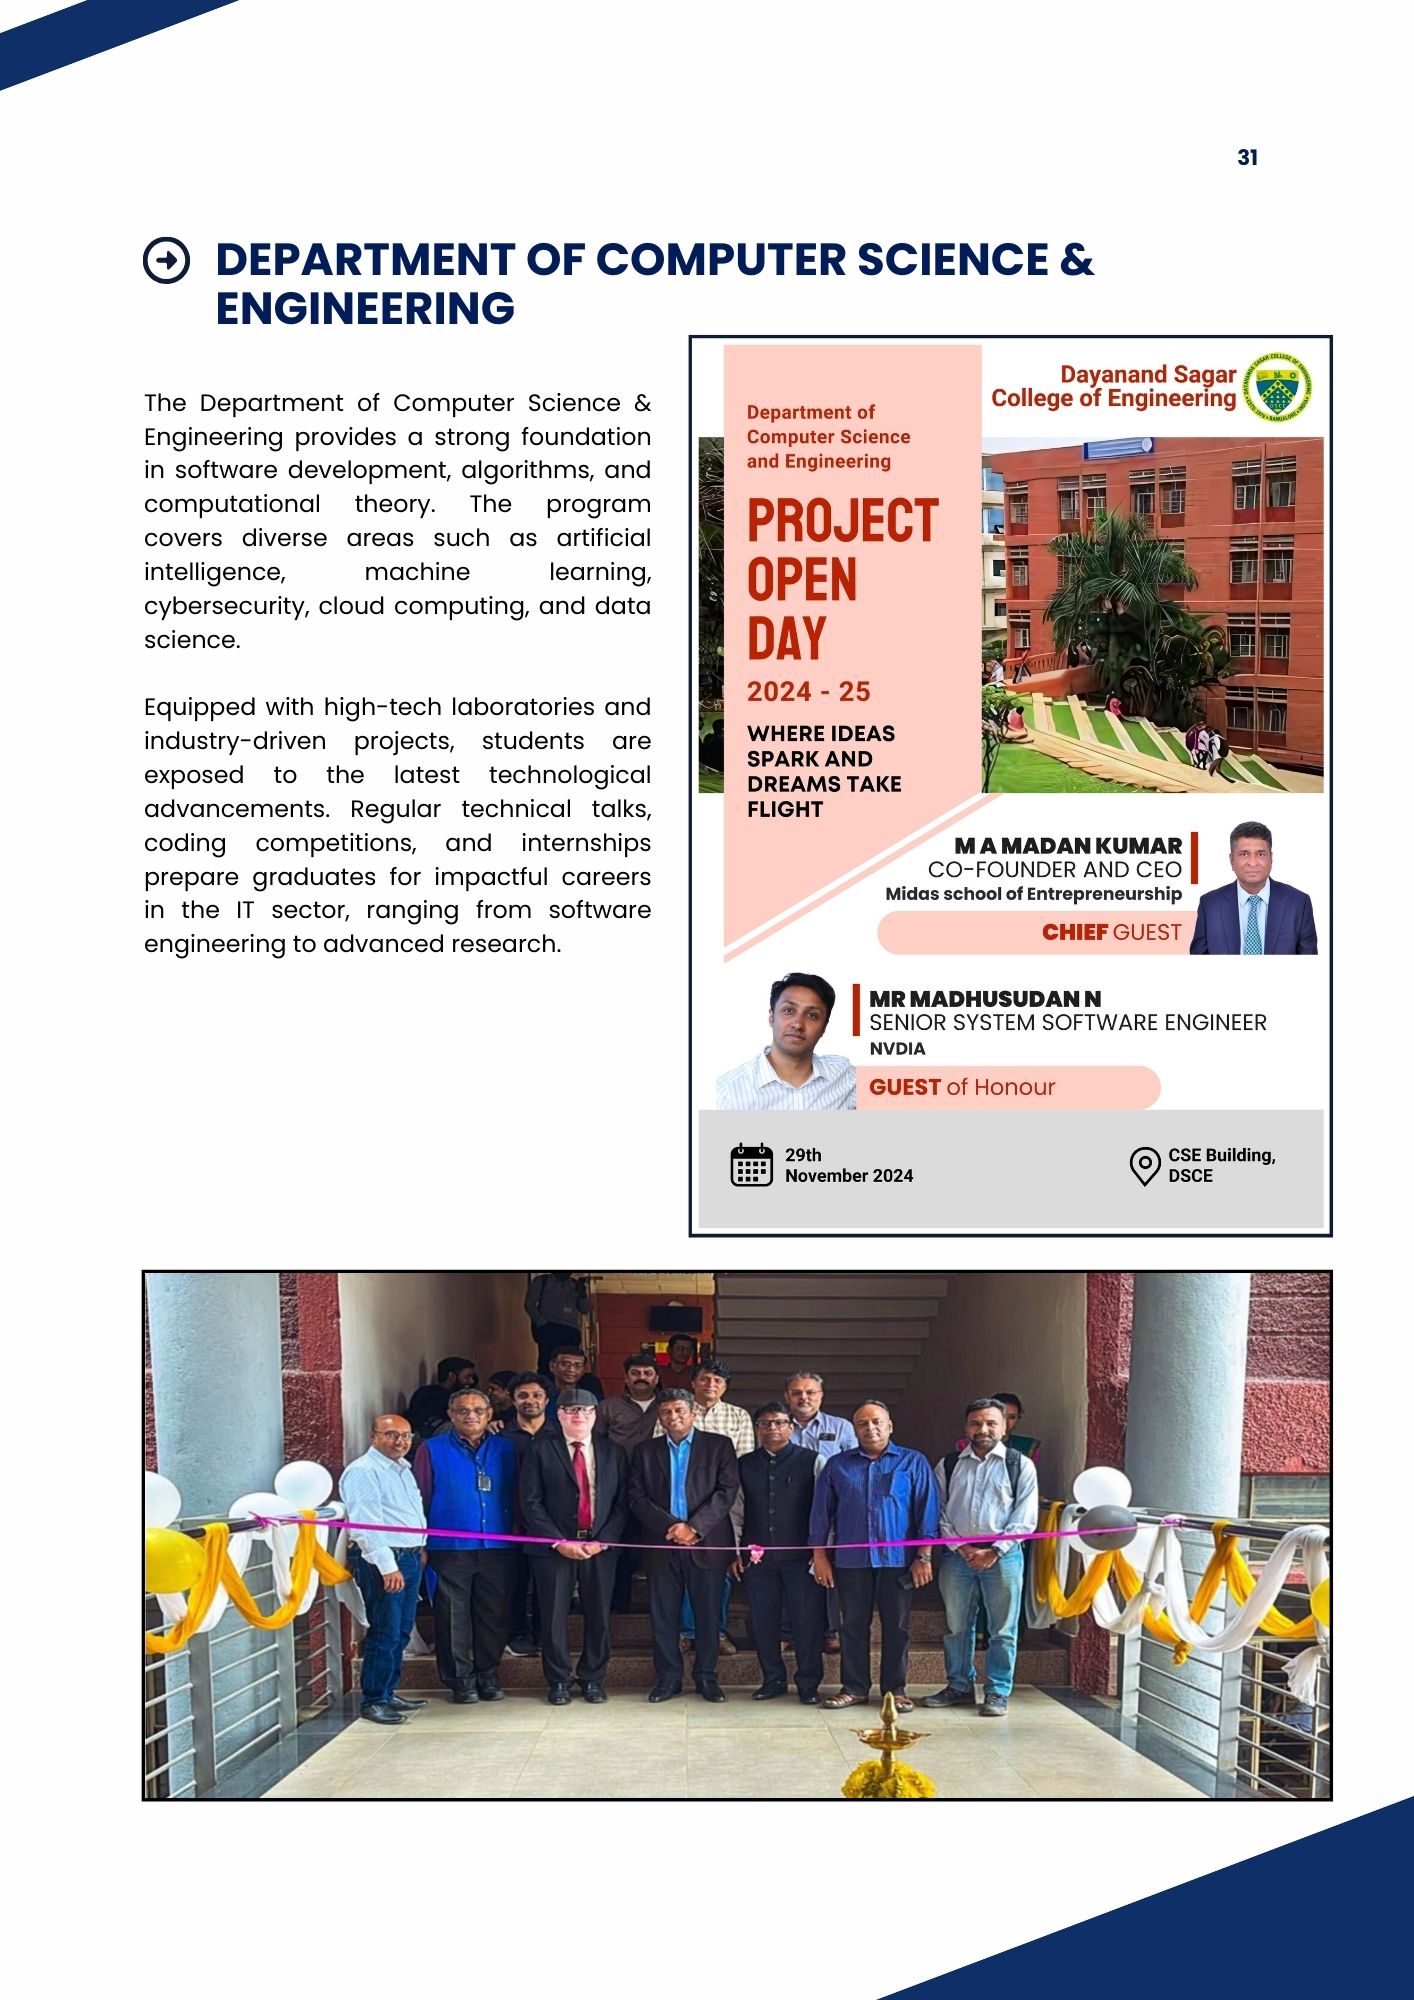 31
DEPARTMENT OF COMPUTER SCIENCE &
ENGINEERING
The Department of Computer Science &
Engineering provides a strong foundation
in software development, algorithms, and
computational theory. The program
covers diverse areas such as artificial
intelligence, machine learning,
cybersecurity, cloud computing, and data
science.
Equipped with high-tech laboratories and
industry-driven projects, students are
exposed to the latest technological
advancements. Regular technical talks,
coding competitions, and internships
prepare graduates for impactful careers
in the IT sector, ranging from software
engineering to advanced research.
Dayanand Sagar
College of Engineering
DAYANANDA SAGAR COLLEGE OF ENGINEERING
Department of
Computer Science
and Engineering
PROJECT
OPEN
DAY
2024 - 25
WHERE IDEAS
SPARK AND
DREAMS TAKE
FLIGHT
M A MADAN KUMAR
CO-FOUNDER AND CEO
Midas school of Entrepreneurship
CHIEF GUEST
MR MADHUSUDAN N
SENIOR SYSTEM SOFTWARE ENGINEER
NVDIA
GUEST of Honour
29th
November 2024
CSE Building,
DSCE